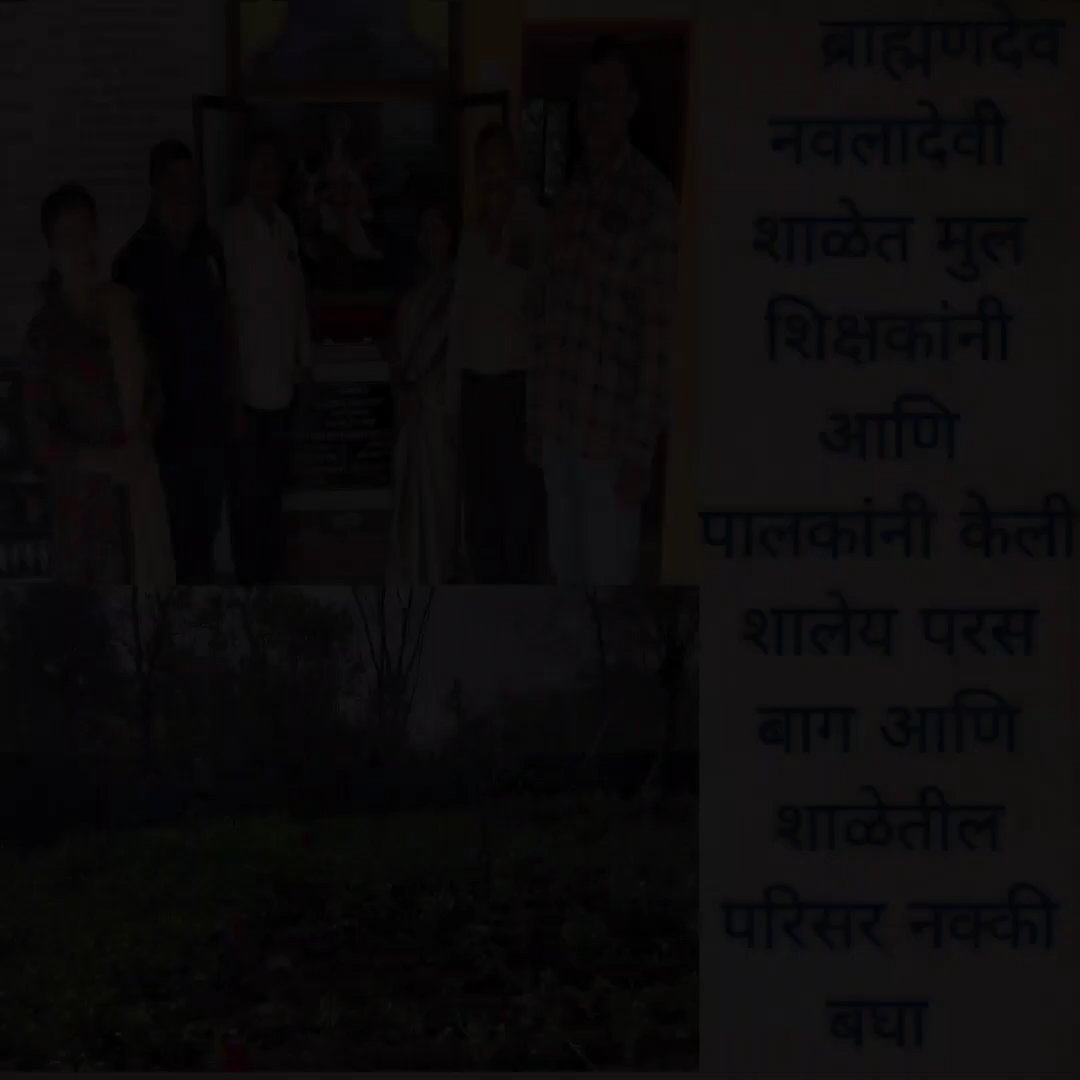 ब्राह्मणदेव
नवलादेवी
शाळेत मुल
शिक्षकांनी
आणि
पालकांनी केली
शालेय परस
बाग आणि
शाळेतील
परिसर नक्की
बघा